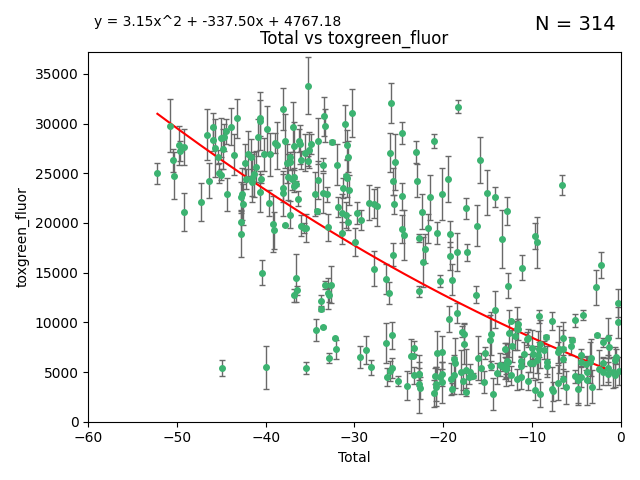 y = 3.15x^2 + -337.50x + 4767.18
N = 314
Total vs toxgreen_fluor
35000
30000
25000
20000
15000
10000
5000
0
toxgreen_fluor
−60 −50 −40 −30 −20 −10 0
Total